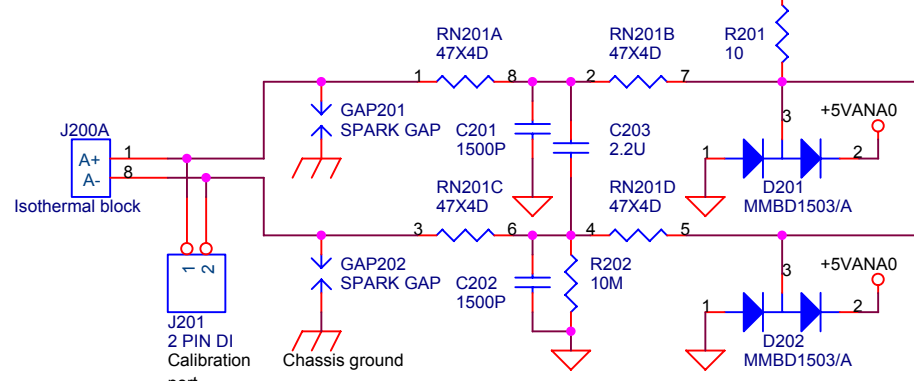 RN201A
47X4D
1
8
RN201B
47X4D
2
7
R201
10
GAP201
SPARK GAP
C201
1500P
C203
2.2U
3
+5VANA0
1
2
D201
MMBD1503/A
J200A
A+
A-
1
8
Isothermal block
RN201C
47X4D
3
6
RN201D
47X4D
4
5
GAP202
SPARK GAP
C202
1500P
R202
10M
3
+5VANA0
1
2
D202
MMBD1503/A
1
2
J201
2 PIN DI
Calibration
Chassis ground